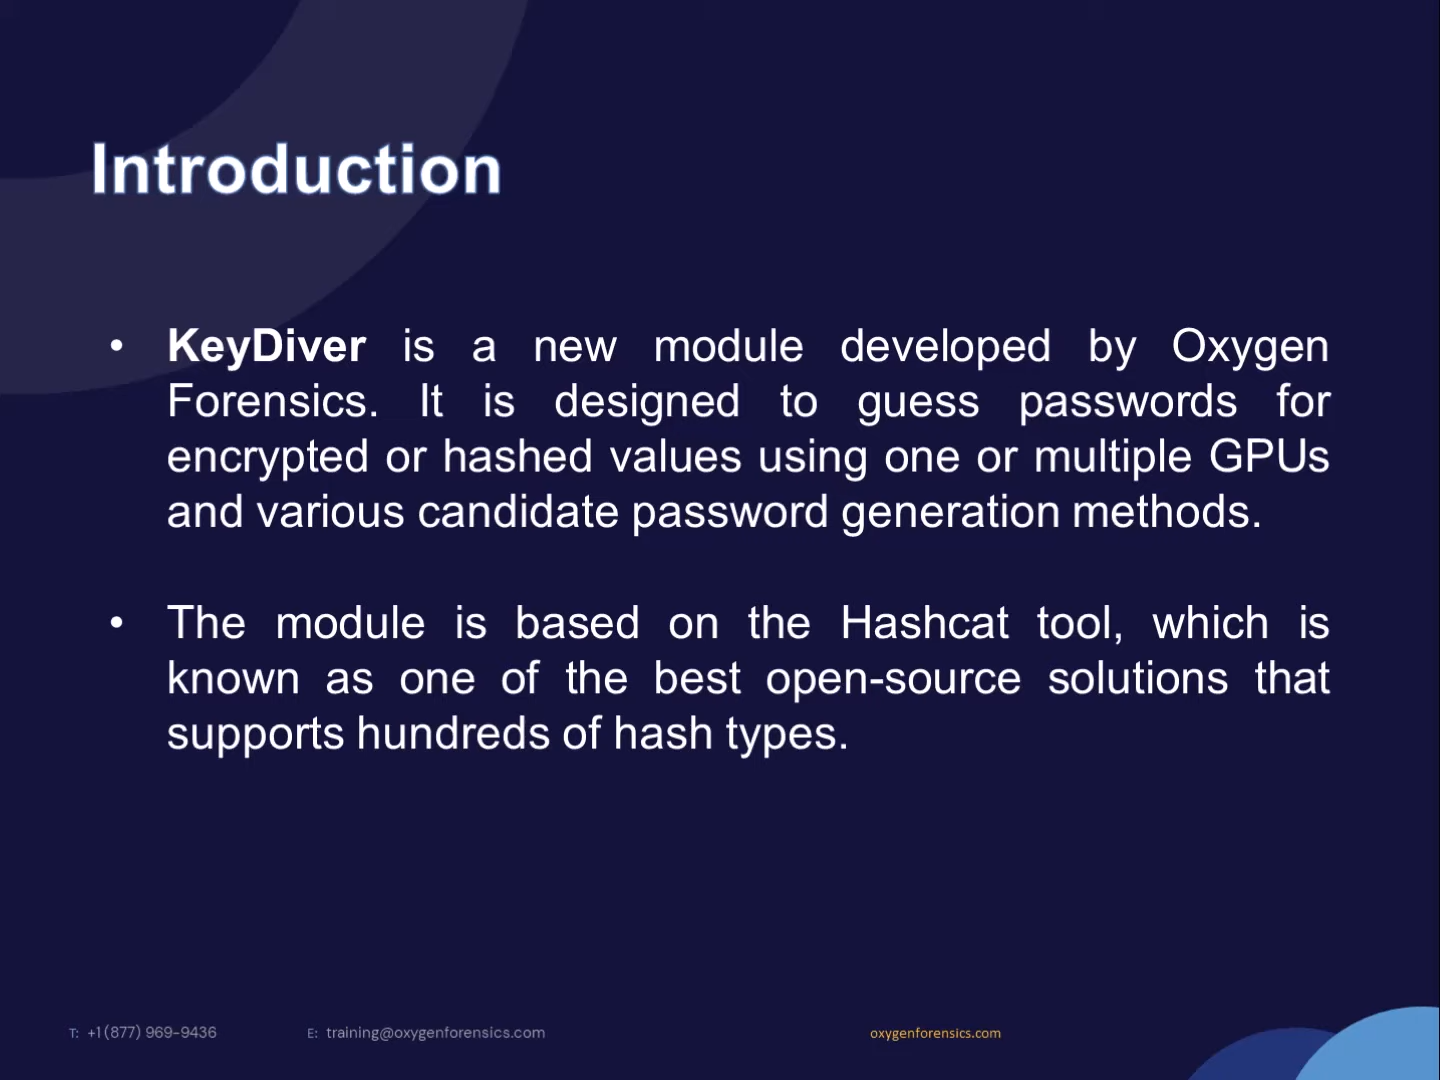 Introduction
• KeyDiver is a new module developed by Oxygen
Forensics. It is designed to guess passwords for
encrypted or hashed values using one or multiple GPUs
and various candidate password generation methods.
• The module is based on the Hashcat tool, which is
known as one of the best open-source solutions that
supports hundreds of hash types.
T: +1 (877) 969-9436 E: training@oxygenforensics.com oxygenforensics.com